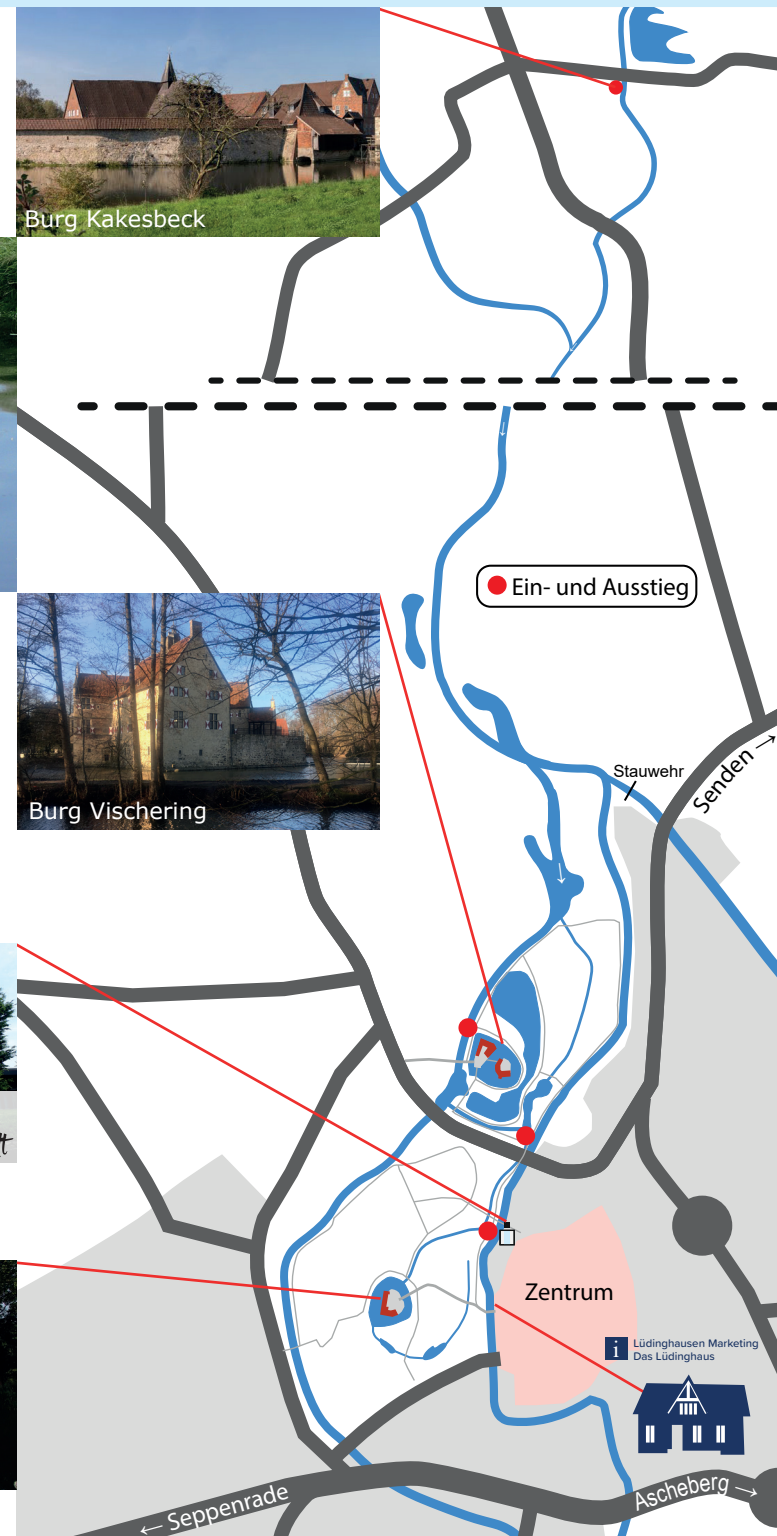 Burg Kakesbeck
Ein- und Ausstieg
Stauwehr
Senden →
Burg Vischering
Zentrum
i
Lüdinghausen Marketing
Das Lüdinghaus
← Seppenrade
Ascheberg →